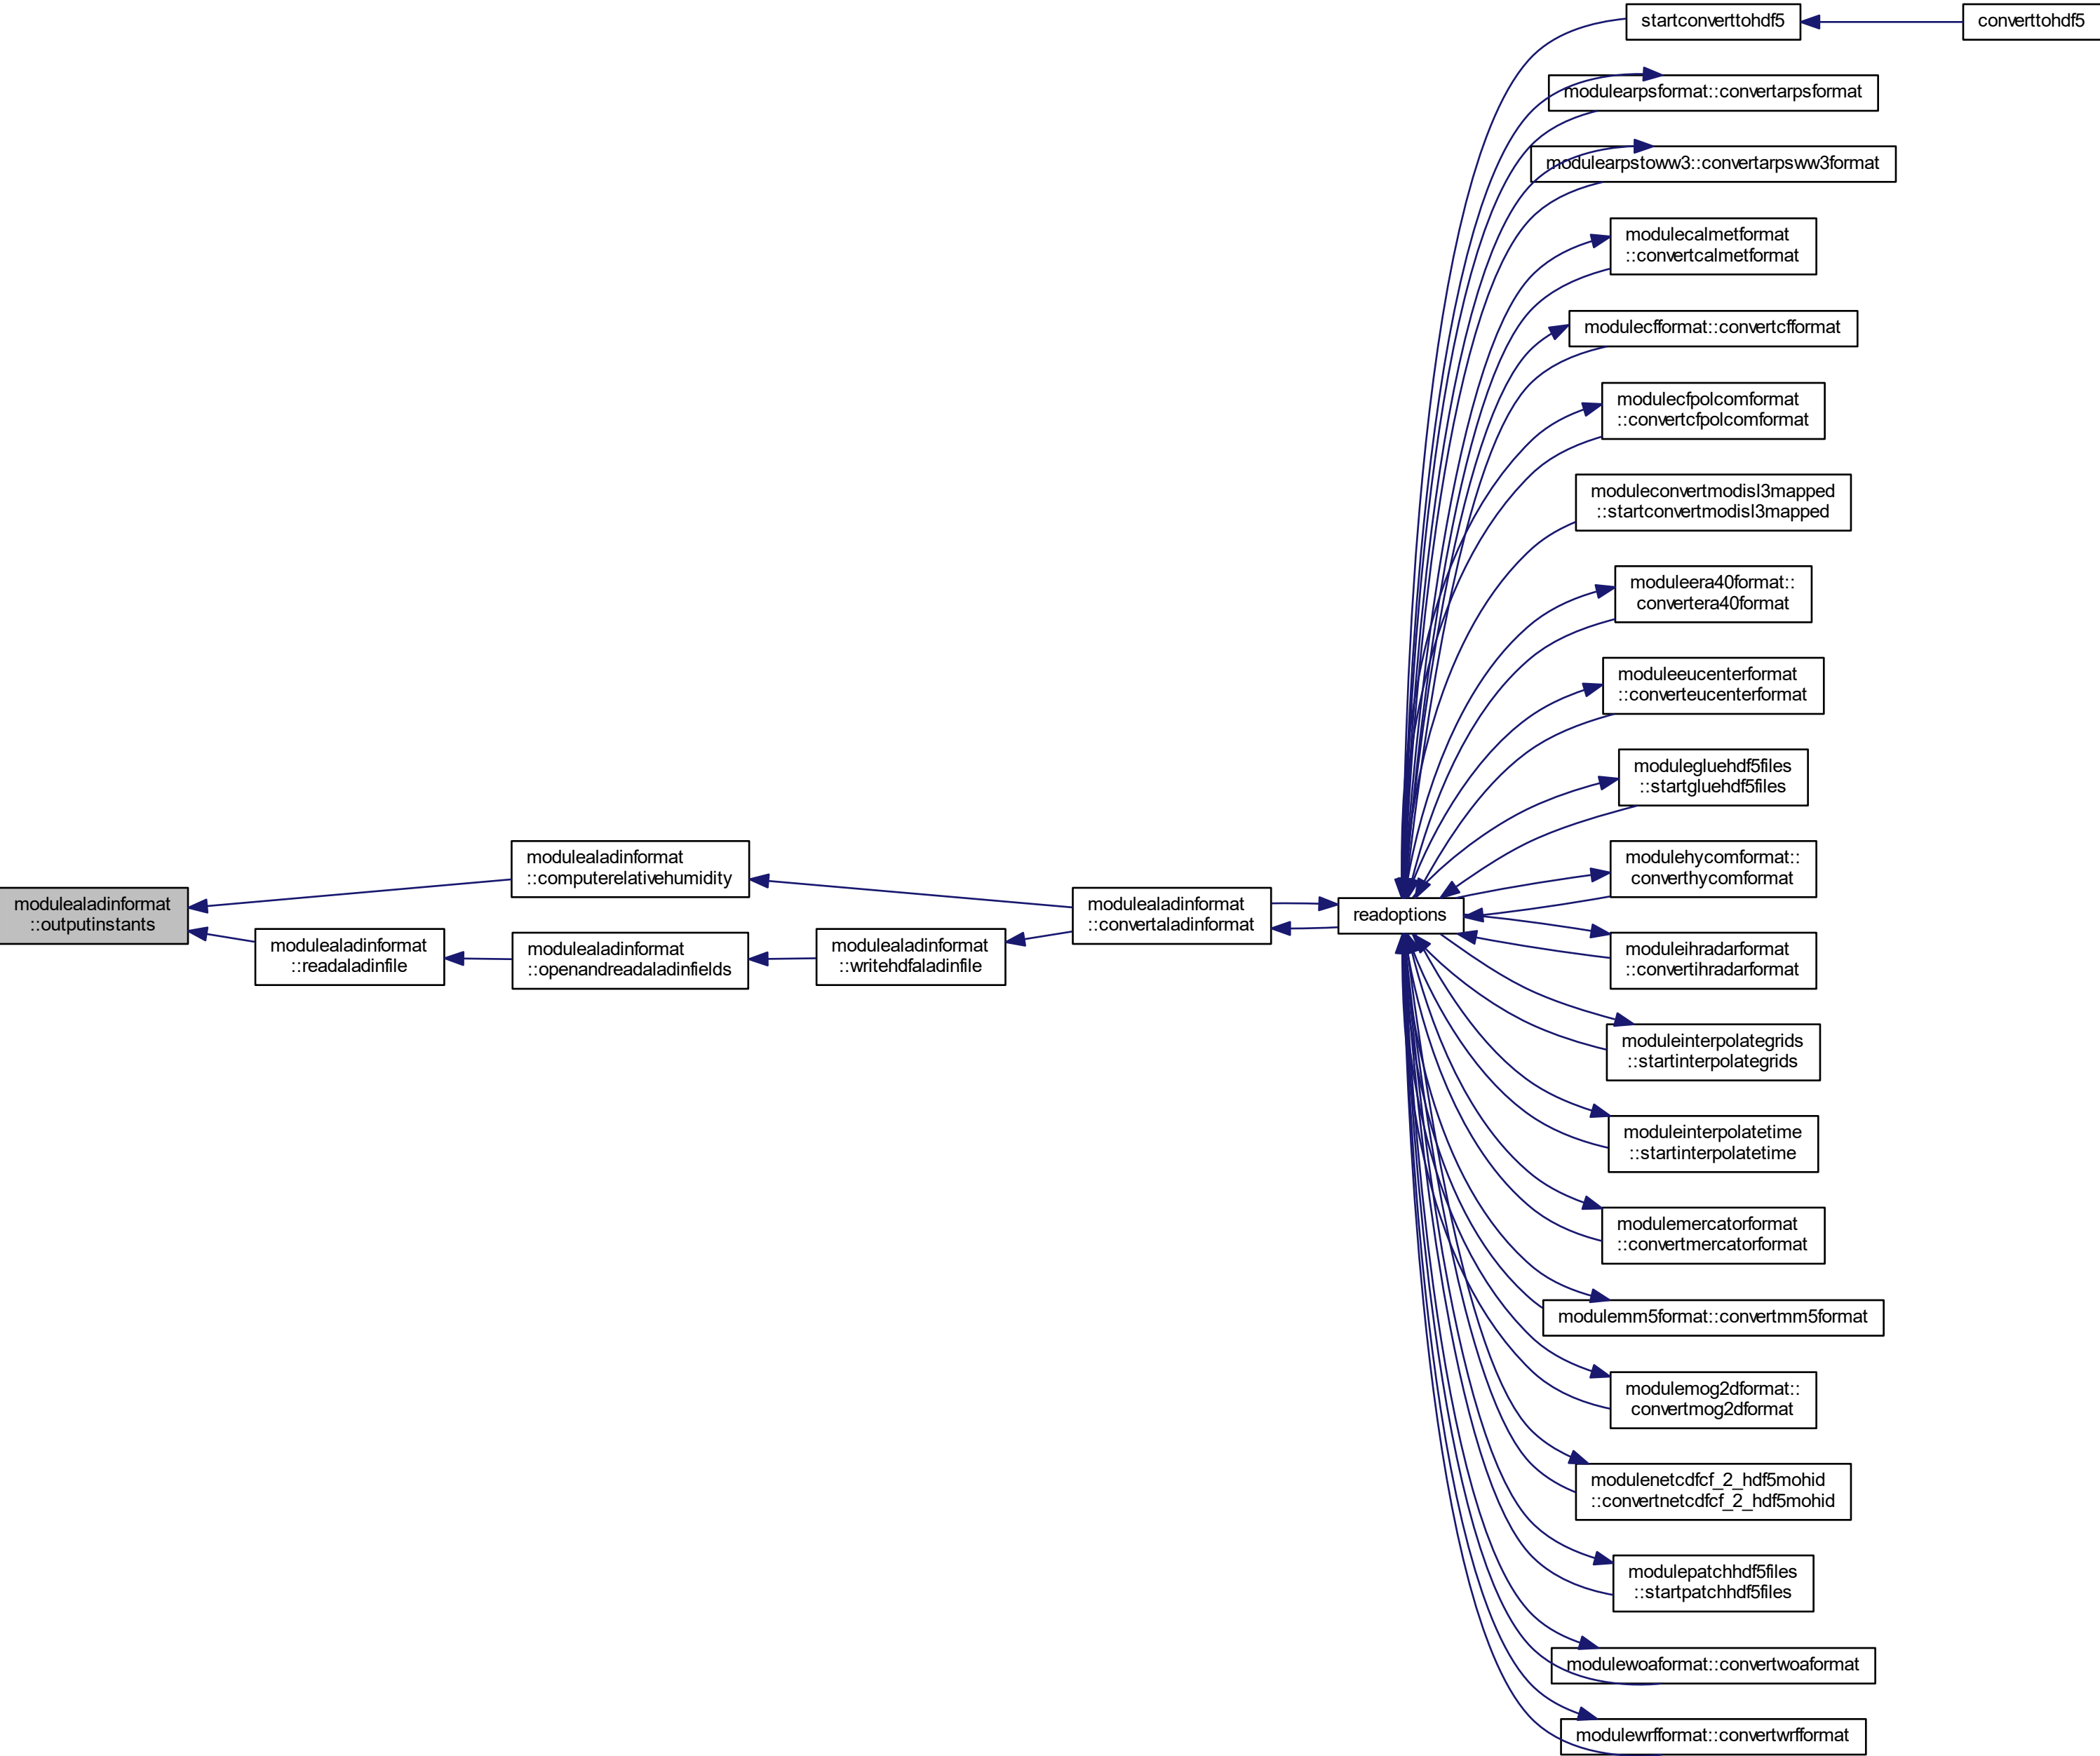 startconverttohdf5
converttohdf5
modulearpsformat::convertarpsformat
modulearpstoww3::convertarpsww3format
modulecalmetformat
::convertcalmetformat
modulecfformat::convertcfformat
modulecfpolcomformat
::convertcfpolcomformat
moduleconvertmodisl3mapped
::startconvertmodisl3mapped
moduleera40format::
convertera40format
moduleeucenterformat
::converteucenterformat
modulegluehdf5files
::startgluehdf5files
modulealadinformat
::outputinstants
modulealadinformat
::computerelativehumidity
modulealadinformat
::readaladinfile
modulealadinformat
::openandreadaladinfields
modulealadinformat
::writehdfaladinfile
modulealadinformat
::convertaladinformat
readoptions
modulehycomformat::
converthycomformat
moduleihradarformat
::convertihradarformat
moduleinterpolategrids
::startinterpolategrids
moduleinterpolatetime
::startinterpolatetime
modulemercatorformat
::convertmercatorformat
modulemm5format::convertmm5format
modulemog2dformat::
convertmog2dformat
modulenetcdfcf_2_hdf5mohid
::convertnetcdfcf_2_hdf5mohid
modulepatchhdf5files
::startpatchhdf5files
modulewoaformat::convertwoaformat
modulewrfformat::convertwrfformat